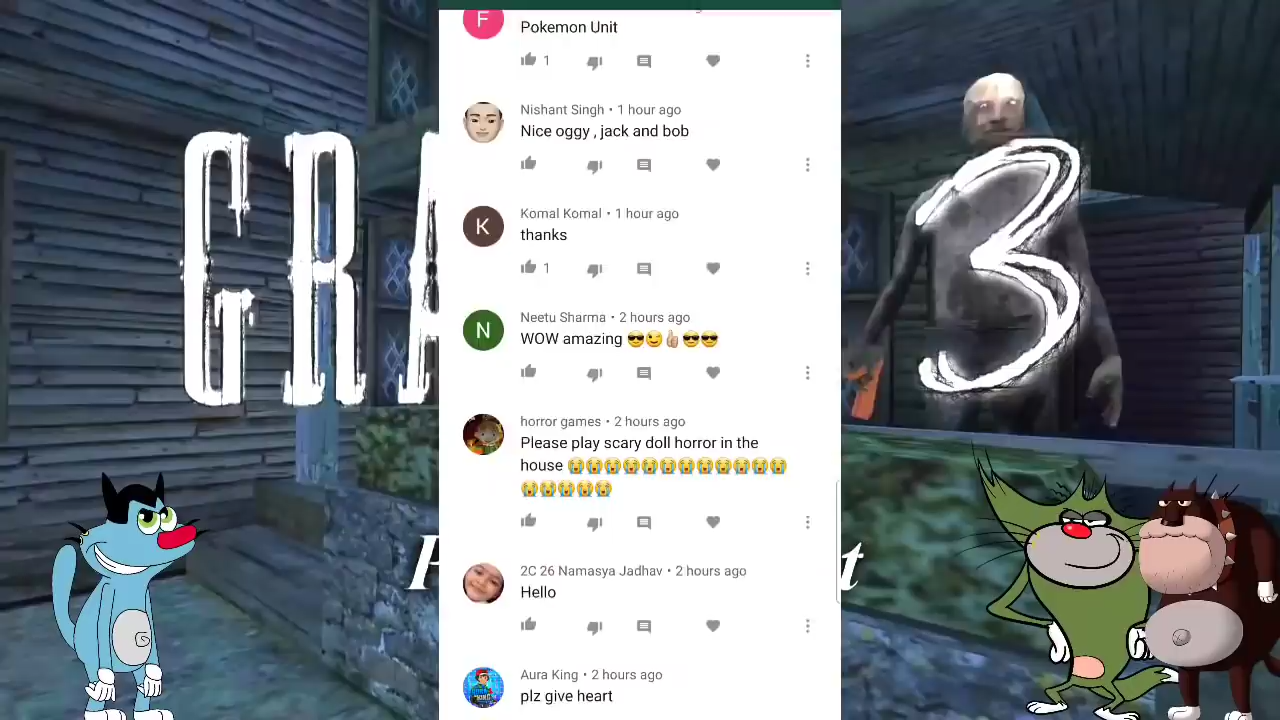 F
Pokemon Unit
1
Nishant Singh • 1 hour ago
Nice oggy , jack and bob
K
Komal Komal • 1 hour ago
thanks
1
N
Neetu Sharma • 2 hours ago
WOW amazing 😎😉👍🏼😎😎
horror games • 2 hours ago
Please play scary doll horror in the
house 😭😭😭😭😭😭😭😭😭😭😭😭
😭😭😭😭😭
2C 26 Namasya Jadhav • 2 hours ago
Hello
Aura King • 2 hours ago
plz give heart
GRA
3
P
t